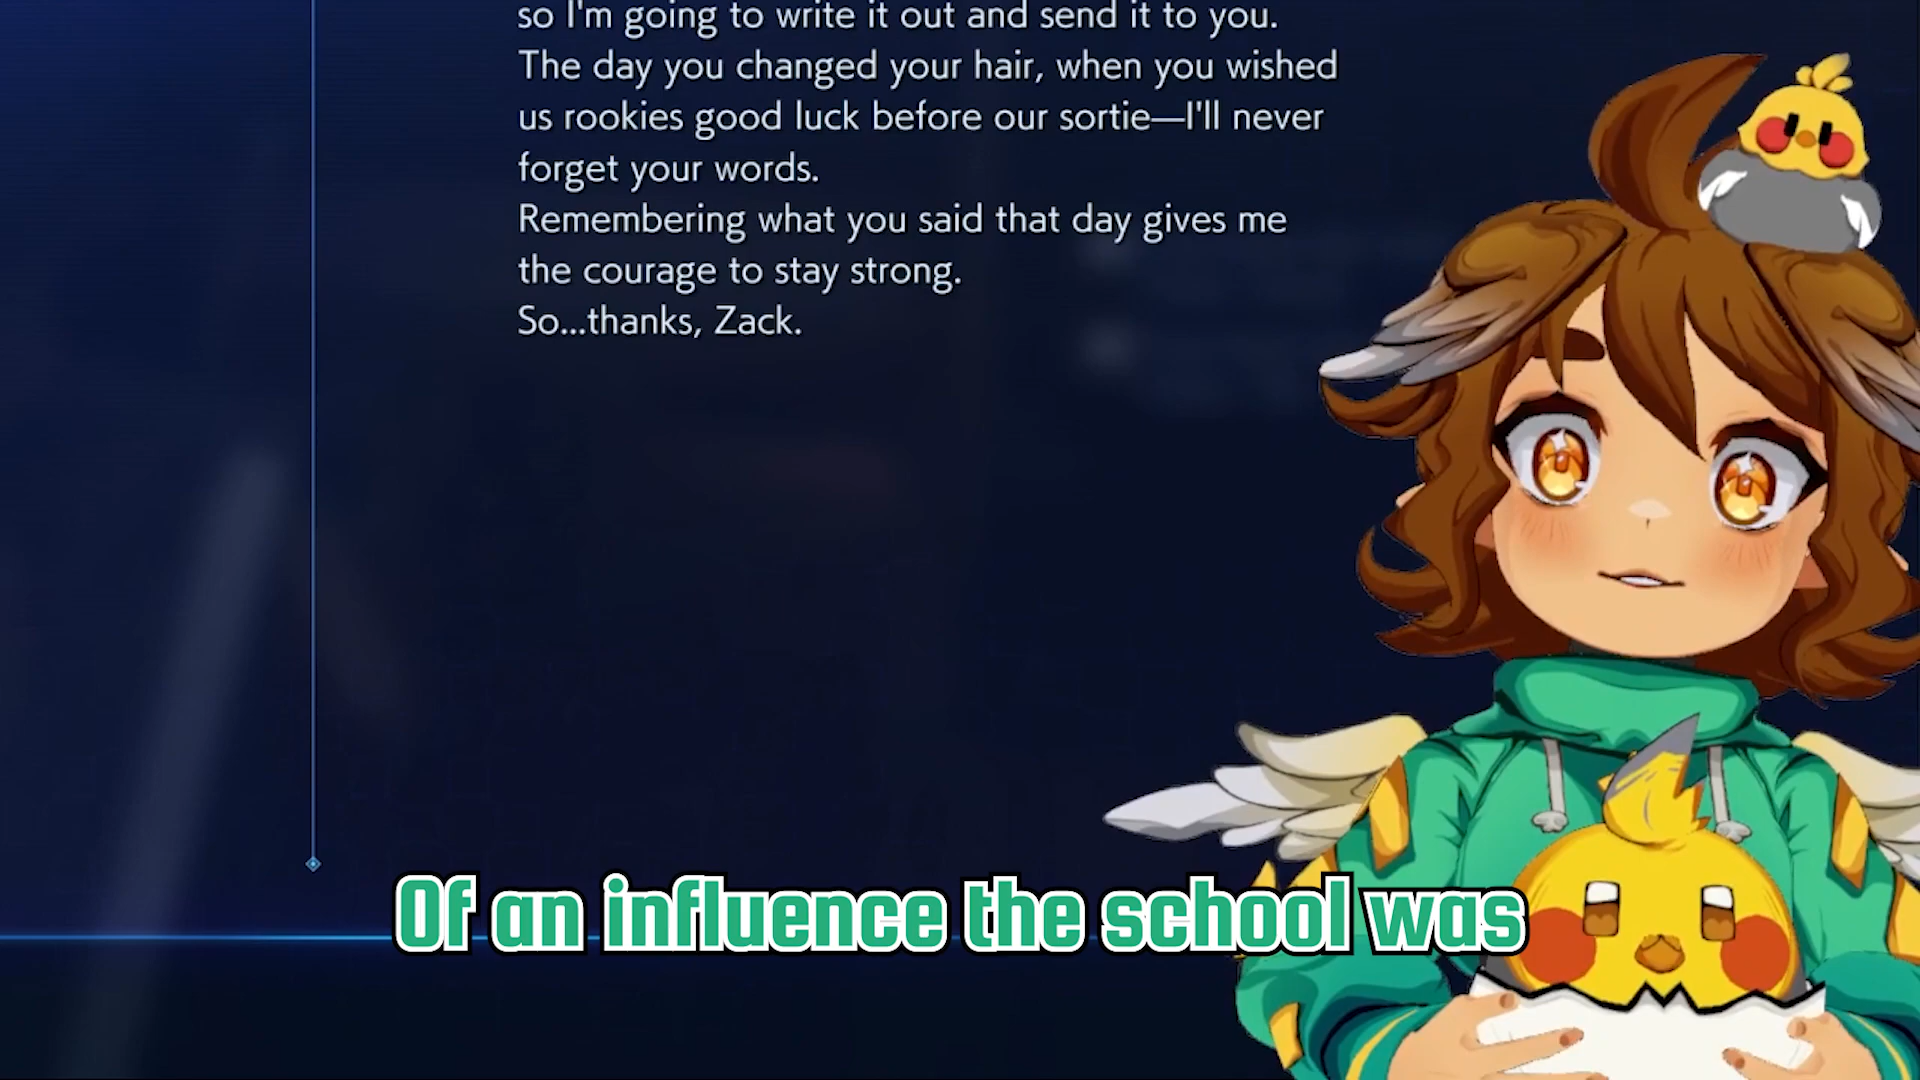 so I'm going to write it out and send it to you.
The day you changed your hair, when you wished
us rookies good luck before our sortie—I'll never
forget your words.
Remembering what you said that day gives me
the courage to stay strong.
So...thanks, Zack.
Of an influence the school was